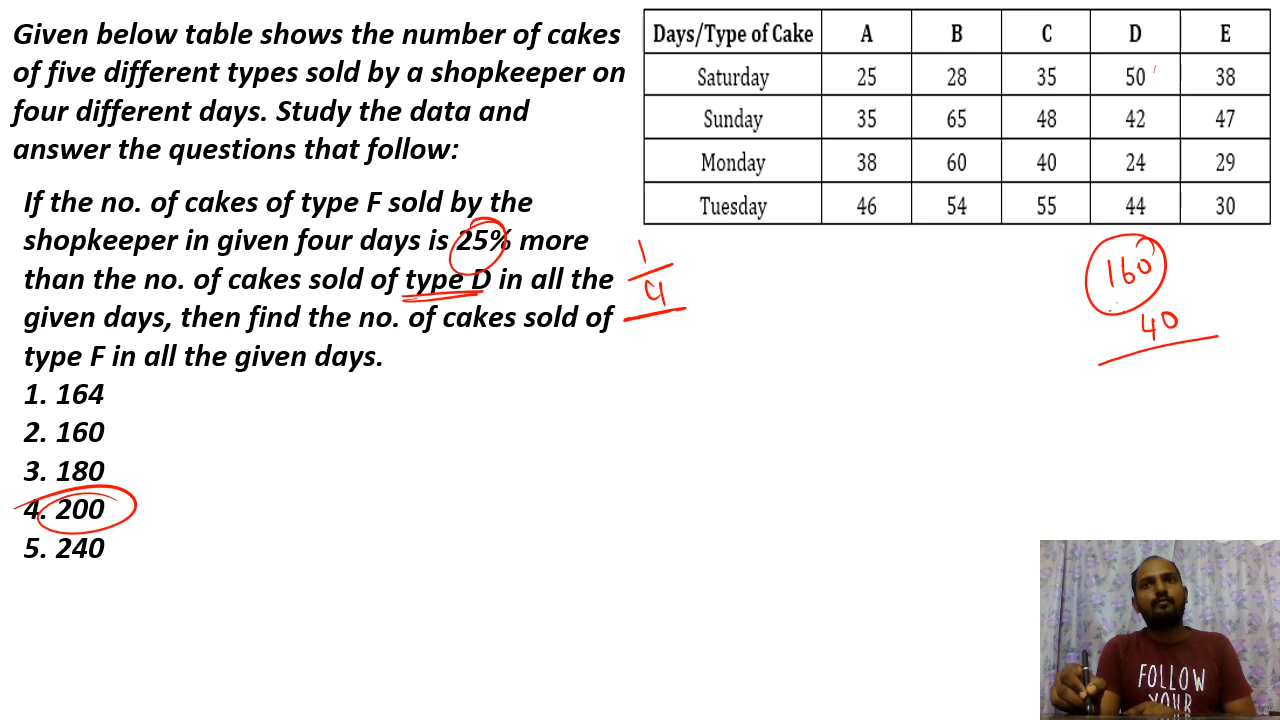 Given below table shows the number of cakes
of five different types sold by a shopkeeper on
four different days. Study the data and
answer the questions that follow:
If the no. of cakes of type F sold by the
shopkeeper in given four days is 25% more
than the no. of cakes sold of type D in all the
given days, then find the no. of cakes sold of
type F in all the given days.
1. 164
2. 160
3. 180
4. 200
5. 240
Days/Type of Cake A B C D E
Saturday 25 28 35 50 38
Sunday 35 65 48 42 47
Monday 38 60 40 24 29
Tuesday 46 54 55 44 30
1
4
160
40
FOLLOW
YOUR